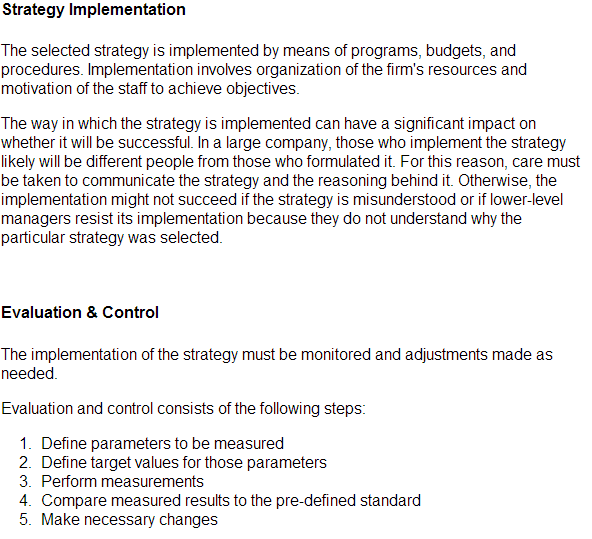 Strategy Implementation
The selected strategy is implemented by means of programs, budgets, and
procedures. Implementation involves organization of the firm's resources and
motivation of the staff to achieve objectives.
The way in which the strategy is implemented can have a significant impact on
whether it will be successful. In a large company, those who implement the strategy
likely will be different people from those who formulated it. For this reason, care must
be taken to communicate the strategy and the reasoning behind it. Otherwise, the
implementation might not succeed if the strategy is misunderstood or if lower-level
managers resist its implementation because they do not understand why the
particular strategy was selected.
Evaluation & Control
The implementation of the strategy must be monitored and adjustments made as
needed.
Evaluation and control consists of the following steps:
1. Define parameters to be measured
2. Define target values for those parameters
3. Perform measurements
4. Compare measured results to the pre-defined standard
5. Make necessary changes